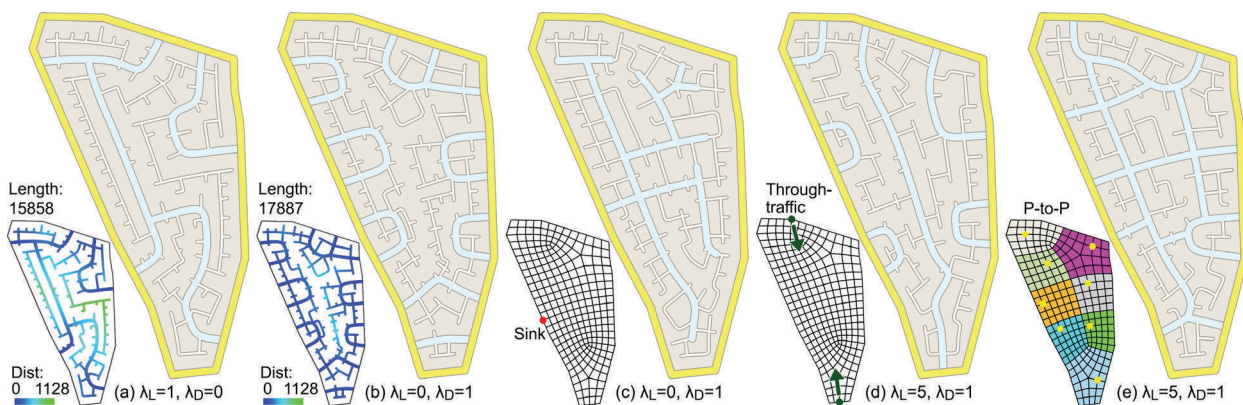 Length:
15858
Dist:
0 1128
(a) λL=1, λD=0
Length:
17887
Dist:
0 1128
(b) λL=0, λD=1
Sink
(c) λL=0, λD=1
Through-
traffic
(d) λL=5, λD=1
P-to-P
(e) λL=5, λD=1